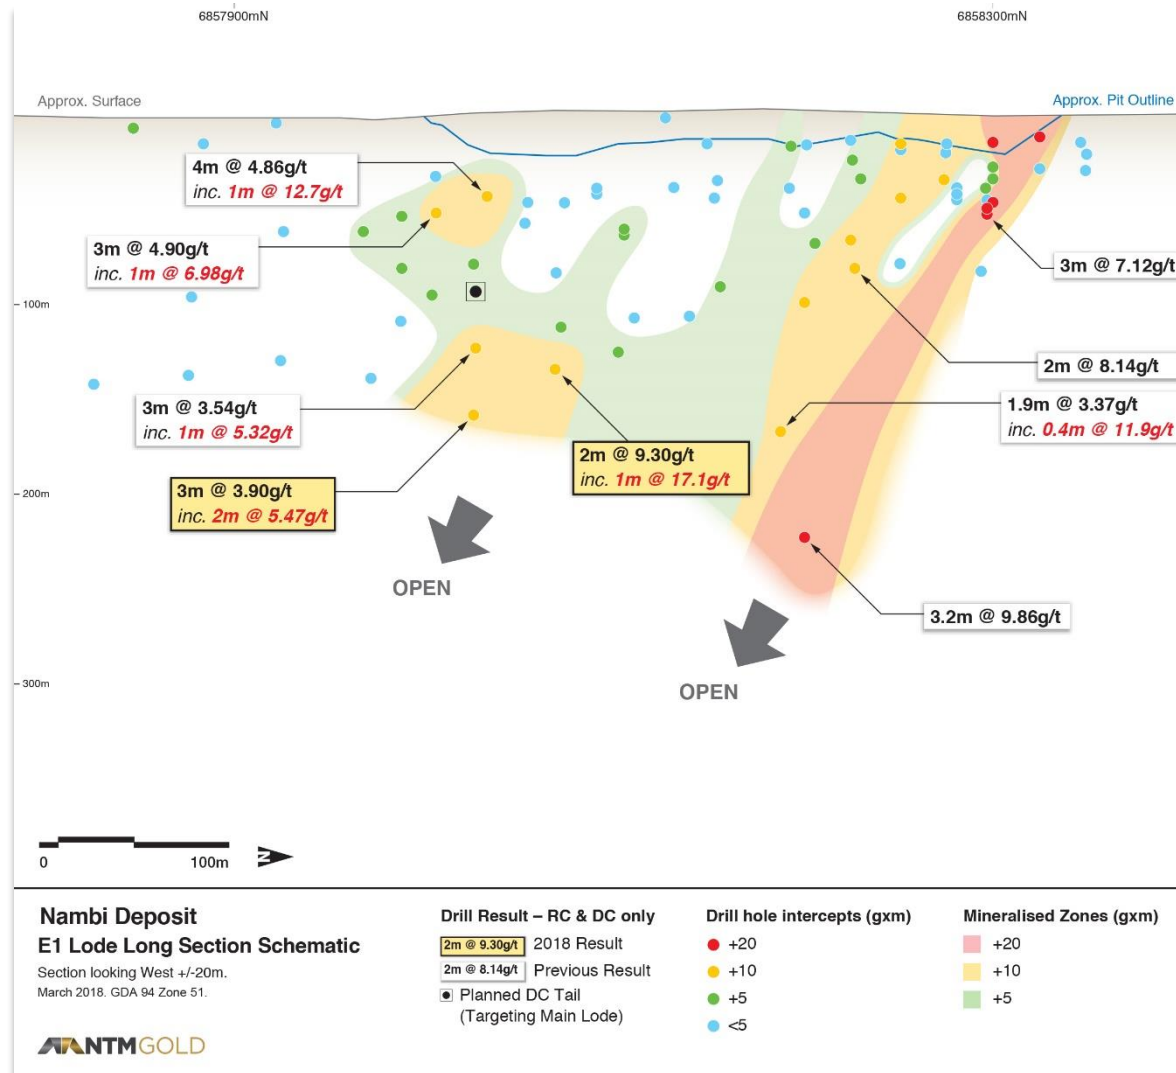 6857900mN
6858300mN
Approx. Surface
Approx. Pit Outline
4m @ 4.86g/t
inc. 1m @ 12.7g/t
3m @ 4.90g/t
inc. 1m @ 6.98g/t
3m @ 7.12g/t
100m
2m @ 8.14g/t
3m @ 3.54g/t
inc. 1m @ 5.32g/t
1.9m @ 3.37g/t
inc. 0.4m @ 11.9g/t
2m @ 9.30g/t
inc. 1m @ 17.1g/t
3m @ 3.90g/t
inc. 2m @ 5.47g/t
200m
OPEN
3.2m @ 9.86g/t
OPEN
300m
0 100m
N
Nambi Deposit
E1 Lode Long Section Schematic
Section looking West +/-20m.
March 2018. GDA 94 Zone 51.
NTMGOLD
Drill Result – RC & DC only
2m @ 9.30g/t 2018 Result
2m @ 8.14g/t Previous Result
Planned DC Tail
(Targeting Main Lode)
Drill hole intercepts (gxm)
+20
+10
+5
<5
Mineralised Zones (gxm)
+20
+10
+5